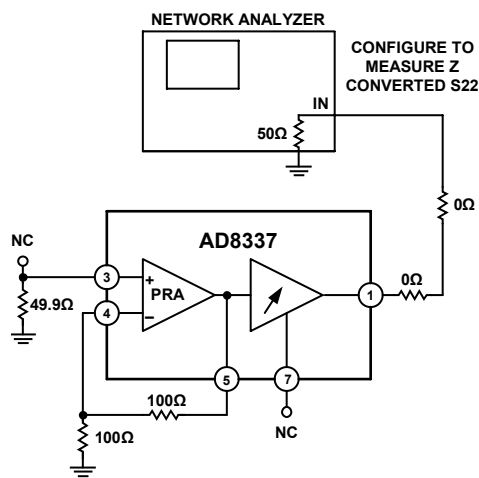 NETWORK ANALYZER
CONFIGURE TO
MEASURE Z
CONVERTED S22
IN
50Ω
0Ω
NC
AD8337
0Ω
3
+
PRA
1
49.9Ω
4
–
5
7
100Ω
NC
100Ω